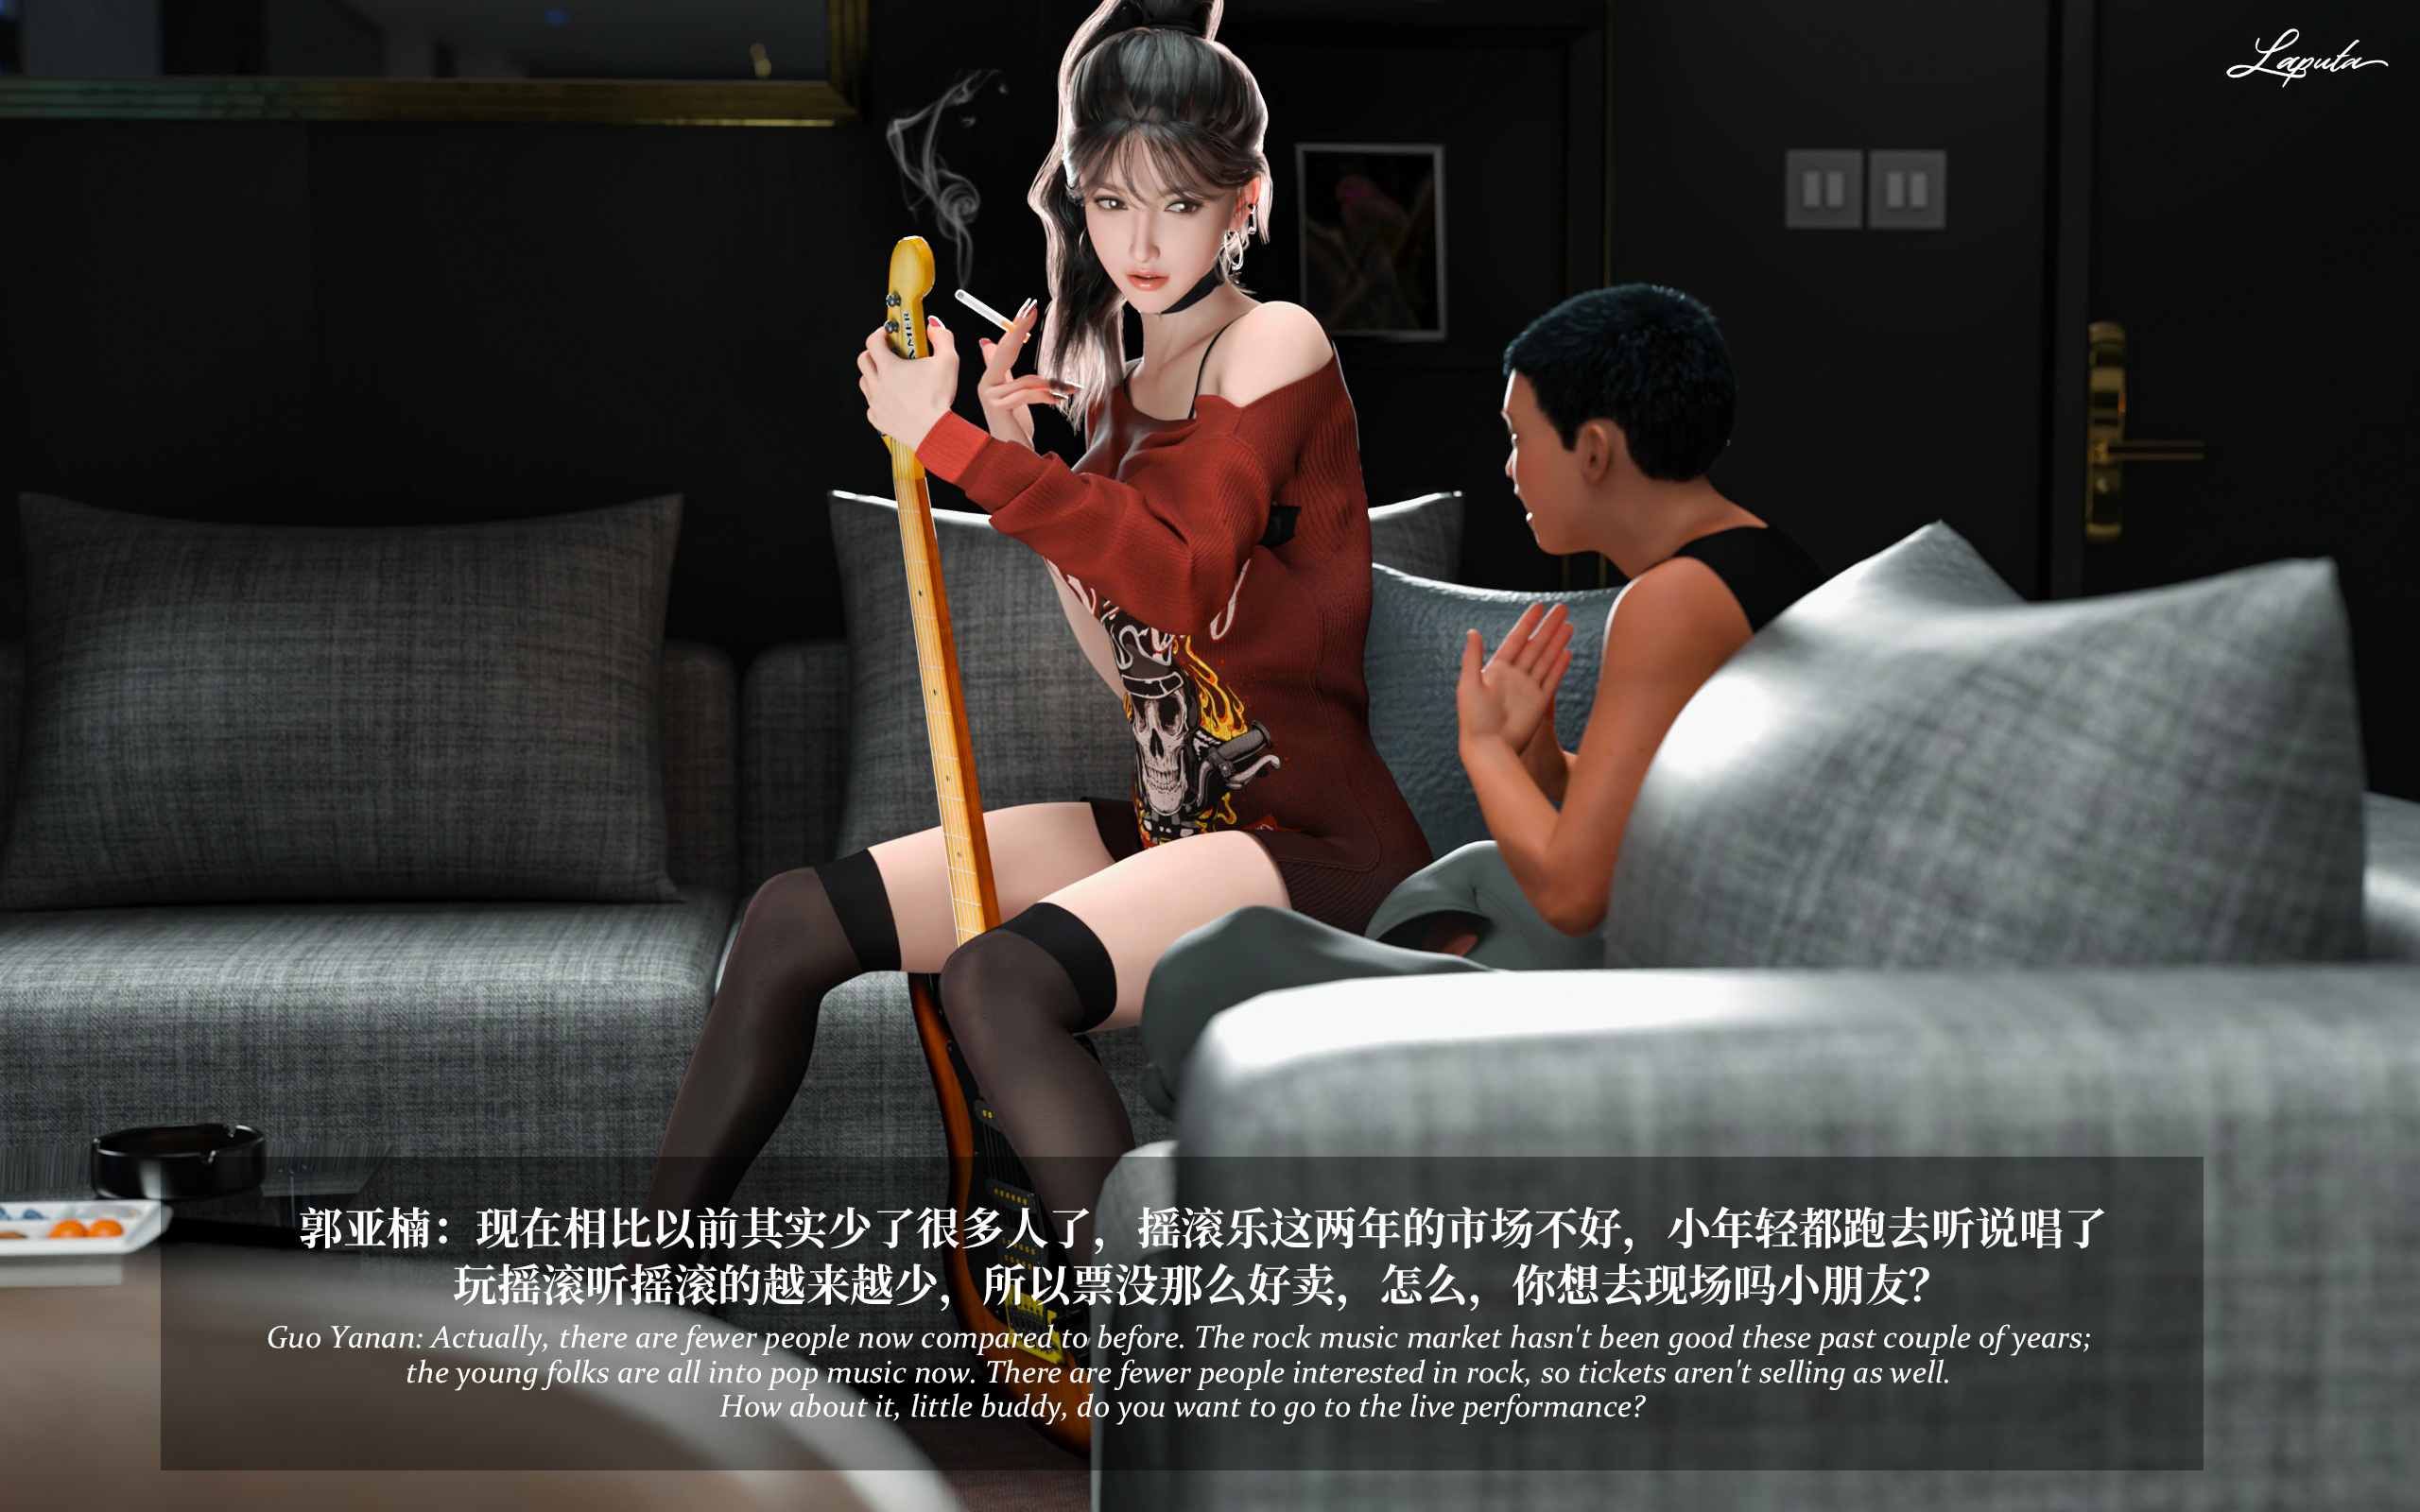 Laputa
郭亚楠：现在相比以前其实少了很多人了，摇滚乐这两年的市场不好，小年轻都跑去听说唱了
玩摇滚听摇滚的越来越少，所以票没那么好卖，怎么，你想去现场吗小朋友？
Guo Yanan: Actually, there are fewer people now compared to before. The rock music market hasn't been good these past couple of years;
the young folks are all into pop music now. There are fewer people interested in rock, so tickets aren't selling as well.
How about it, little buddy, do you want to go to the live performance?